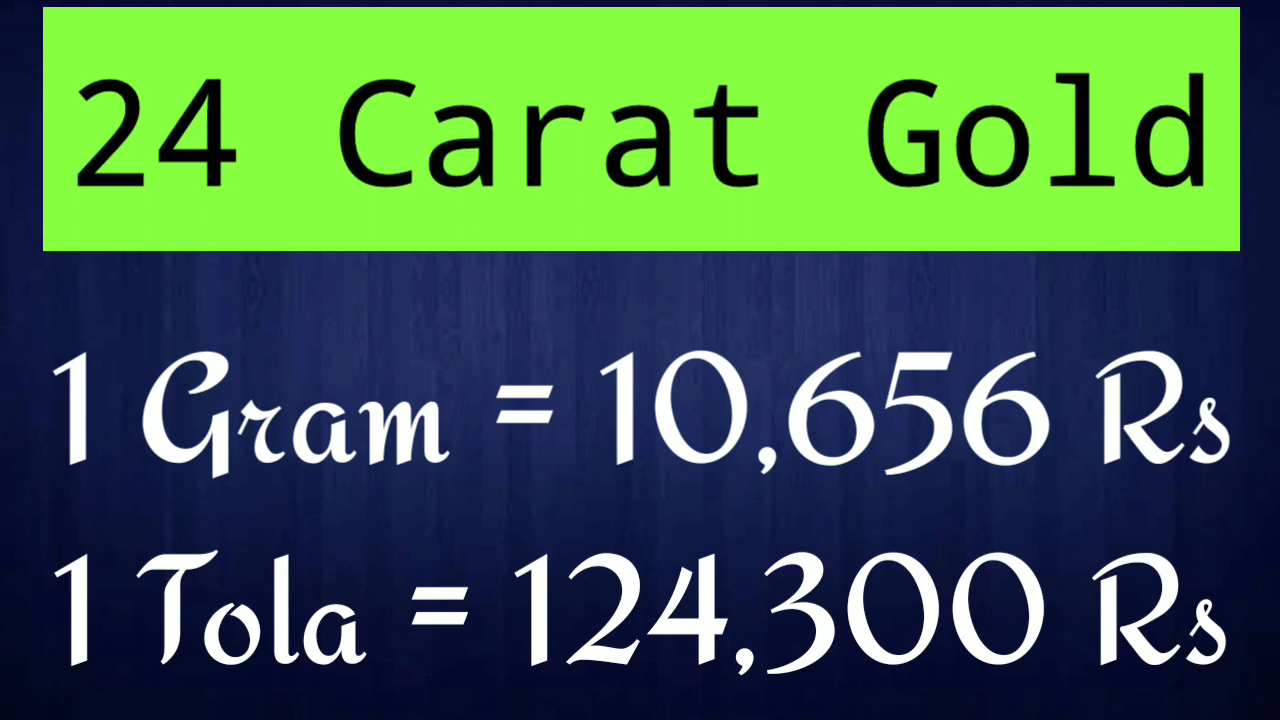 24 Carat Gold
1 Gram = 10,656 Rs
1 Tola = 124,300 Rs